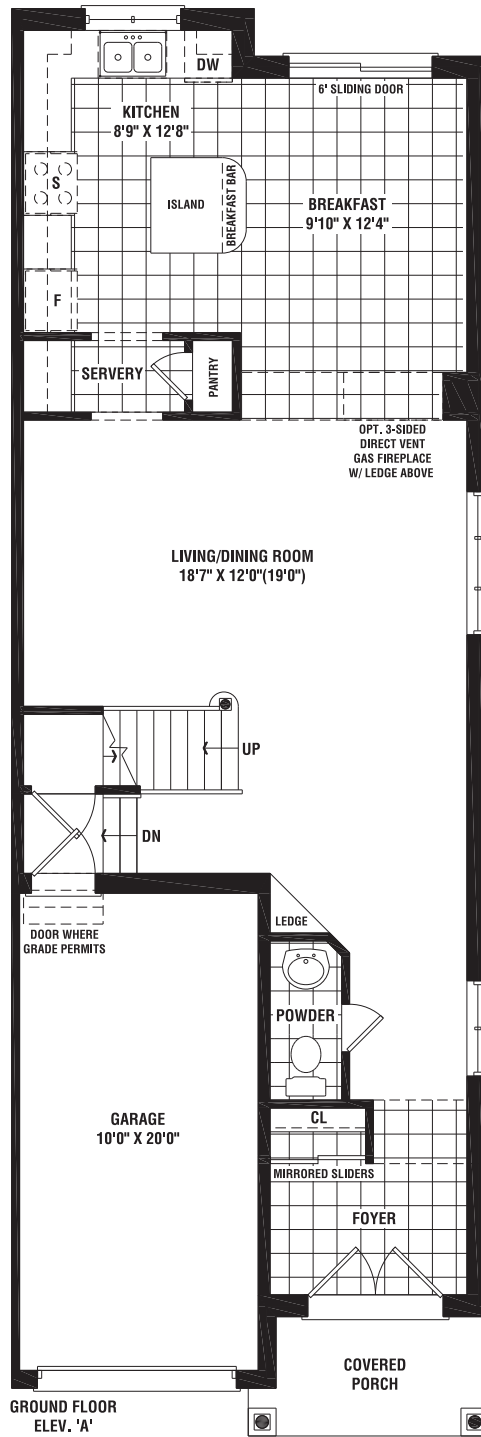 DW
6' SLIDING DOOR
KITCHEN
8'9" X 12'8"
S
ISLAND
BREAKFAST BAR
BREAKFAST
9'10" X 12'4"
F
SERVERY
PANTRY
OPT. 3-SIDED
DIRECT VENT
GAS FIREPLACE
W/ LEDGE ABOVE
LIVING/DINING ROOM
18'7" X 12'0"(19'0")
UP
DN
DOOR WHERE
GRADE PERMITS
LEDGE
POWDER
GARAGE
10'0" X 20'0"
CL
MIRRORED SLIDERS
FOYER
COVERED
PORCH
GROUND FLOOR
ELEV. 'A'